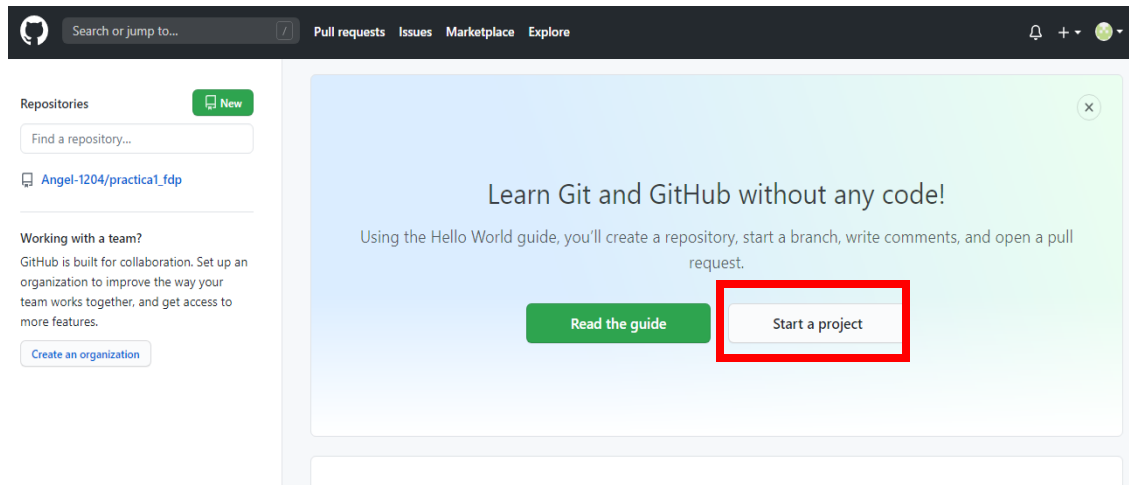 Search or jump to...
/
Pull requests Issues Marketplace Explore
Repositories
New
Find a repository...
Angel-1204/practica1_fdp
Working with a team?
GitHub is built for collaboration. Set up an
organization to improve the way your
team works together, and get access to
more features.
Create an organization
Learn Git and GitHub without any code!
Using the Hello World guide, you’ll create a repository, start a branch, write comments, and open a pull
request.
Read the guide
Start a project